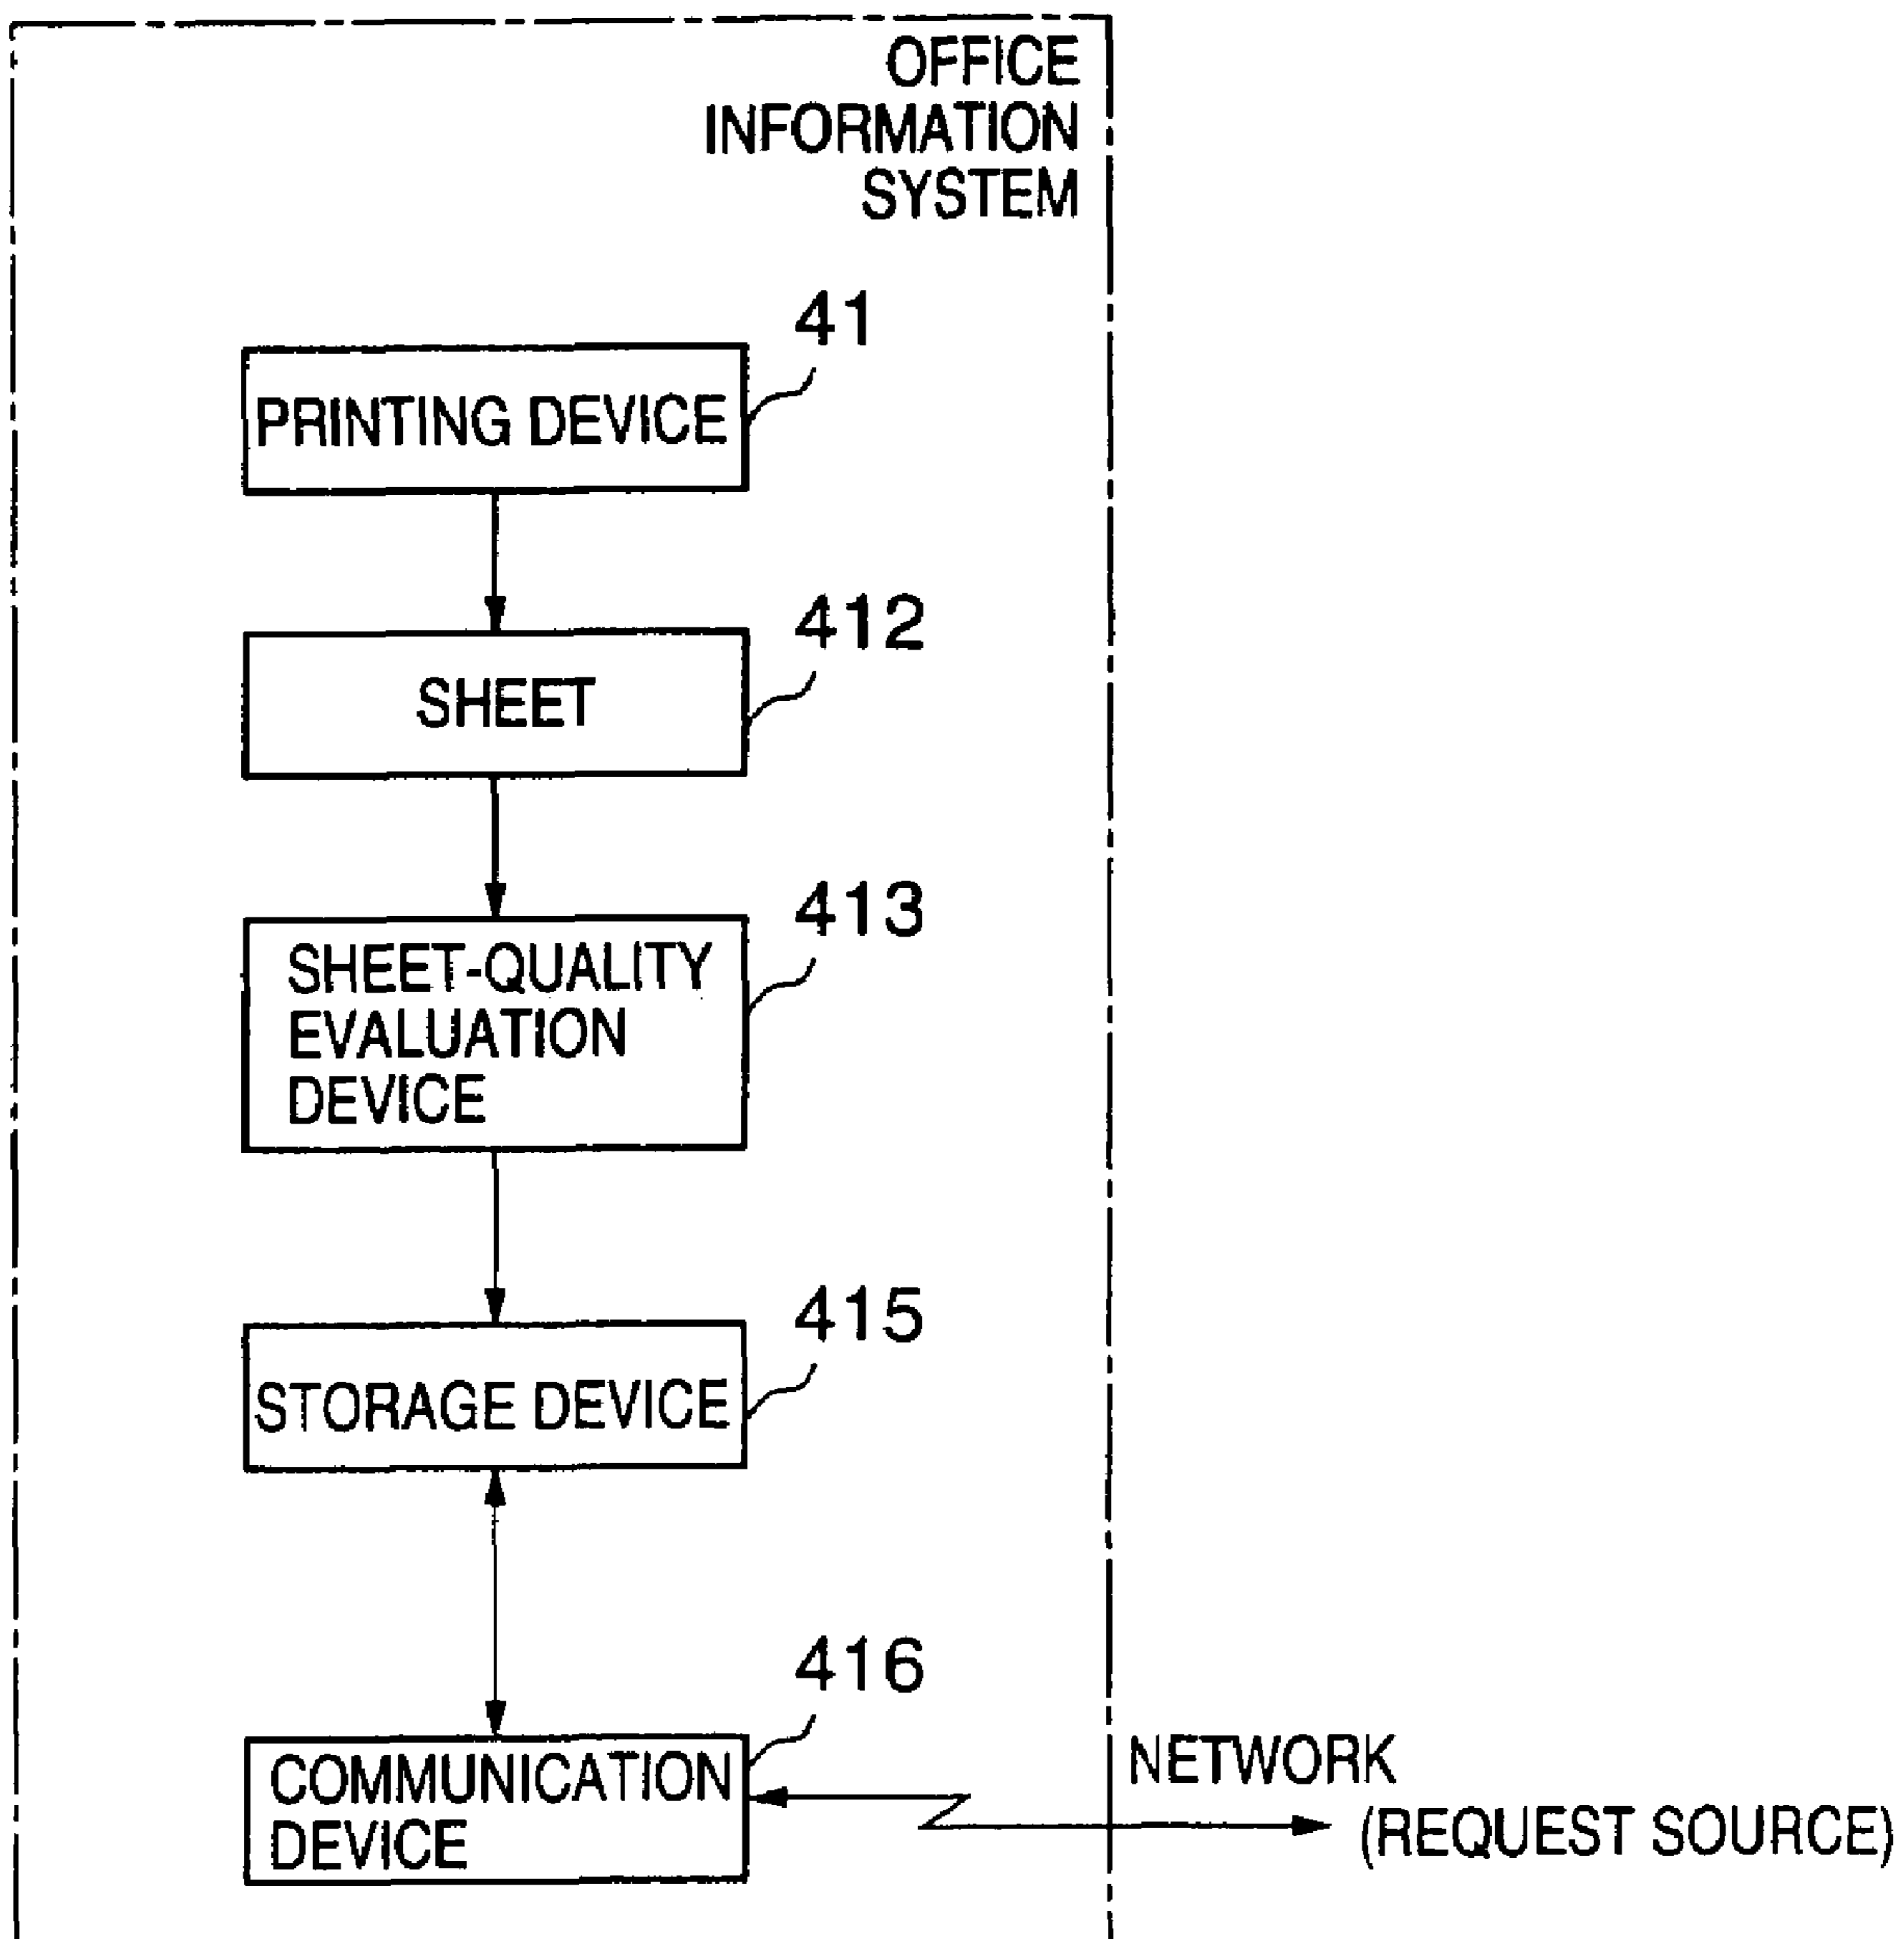 OFFICE
INFORMATION
SYSTEM
41
PRINTING DEVICE
412
SHEET
413
SHEET-QUALITY
EVALUATION
DEVICE
415
STORAGE DEVICE
416
COMMUNICATION
DEVICE
NETWORK
(REQUEST SOURCE)